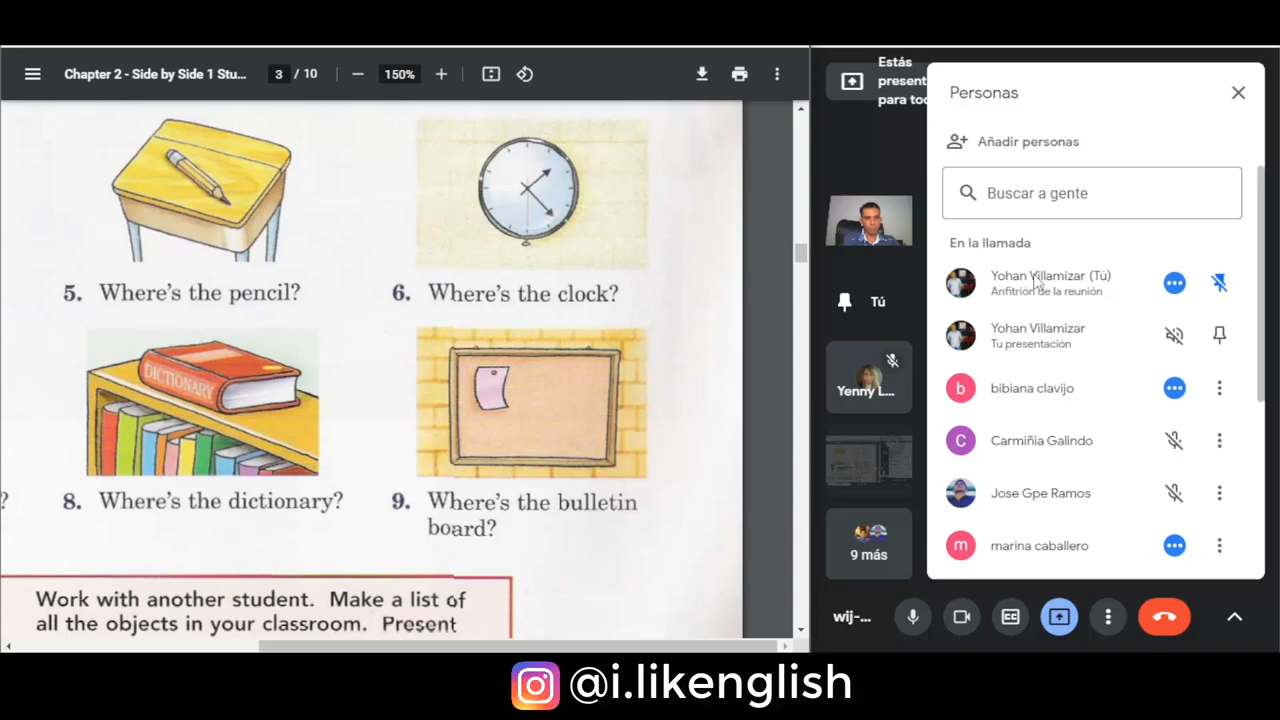 Chapter 2 - Side by Side 1 Stu...
3 / 10
150%
5. Where's the pencil?
6. Where's the clock?
DICTIONARY
?
8. Where's the dictionary?
9. Where's the bulletin
board?
Work with another student. Make a list of
all the objects in your classroom. Present
Estás
present
para tod
Tú
Yenny L...
9 más
Personas
Añadir personas
Buscar a gente
En la llamada
Yohan Villamizar (Tú)
Anfitrión de la reunión
Yohan Villamizar
Tu presentación
b
bibiana clavijo
C
Carmiñia Galindo
Jose Gpe Ramos
m
marina caballero
wij-...
@i.likenglish